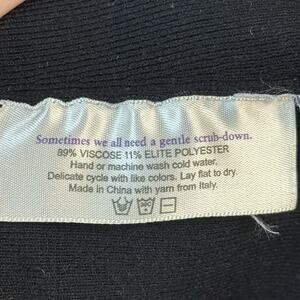 Sometimes we all need a gentle scrub-down.
89% VISCOSE 11% ELITE POLYESTER
Hand or machine wash cold water.
Delicate cycle with like colors. Lay flat to dry.
Made in China with yarn from Italy.